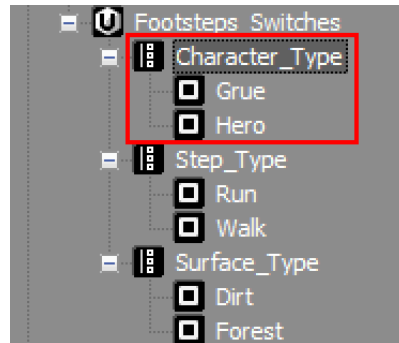 Footsteps_Switches
Character_Type
Grue
Hero
Step_Type
Run
Walk
Surface_Type
Dirt
Forest